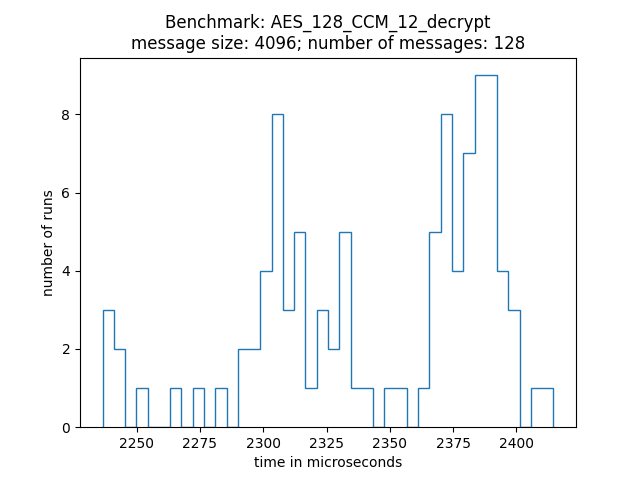 Benchmark: AES_128_CCM_12_decrypt
message size: 4096; number of messages: 128
8
6
4
2
0
number of runs
2250 2275 2300 2325 2350 2375 2400
time in microseconds